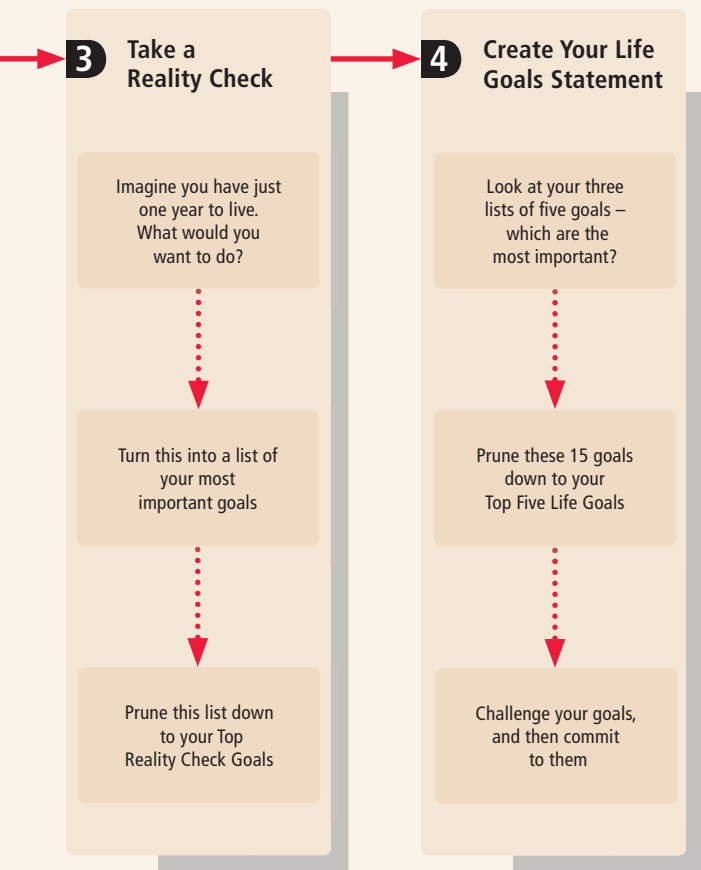 3
Take a
Reality Check
Imagine you have just
one year to live.
What would you
want to do?
Turn this into a list of
your most
important goals
Prune this list down
to your Top
Reality Check Goals
4
Create Your Life
Goals Statement
Look at your three
lists of five goals –
which are the
most important?
Prune these 15 goals
down to your
Top Five Life Goals
Challenge your goals,
and then commit
to them